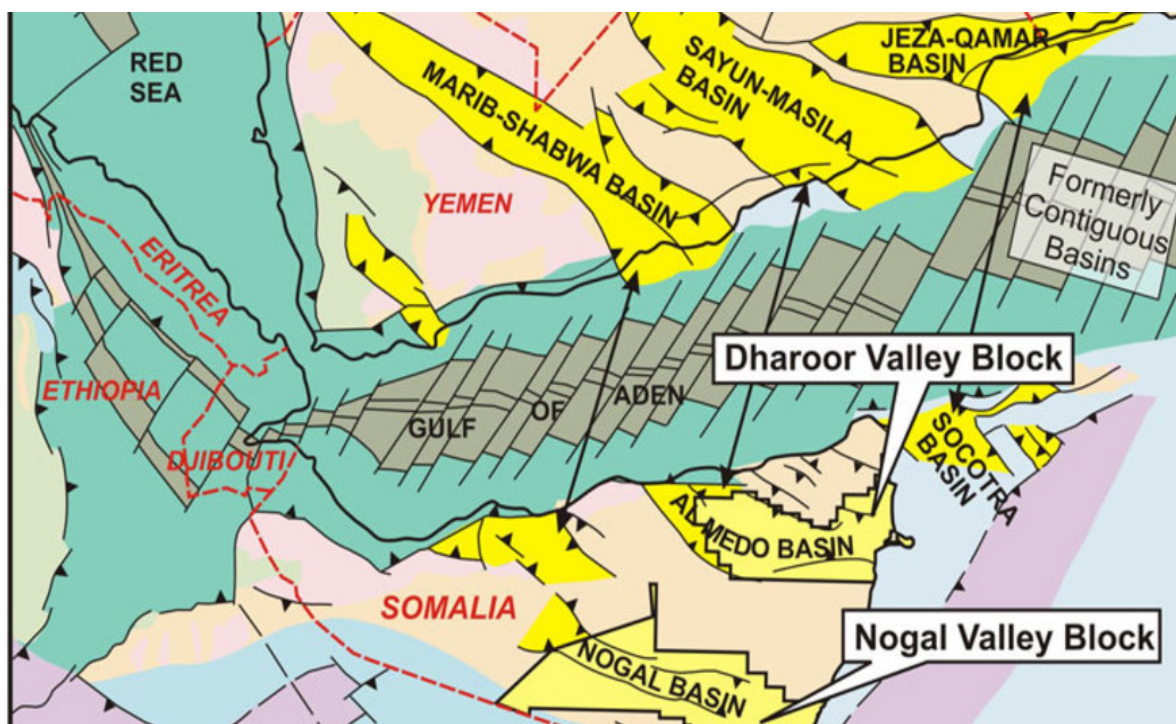 RED
SEA
MARIB-SHABWA BASIN
SAYUN-MASILA
BASIN
JEZA-QAMAR
BASIN
YEMEN
Formerly
Contiguous
Basins
ERITREA
ETHIOPIA
DJIBOUTI
GULF
OF
ADEN
Dharoor Valley Block
SOCOTRA
BASIN
AL MEDO BASIN
SOMALIA
Nogal Valley Block
NOGAL BASIN